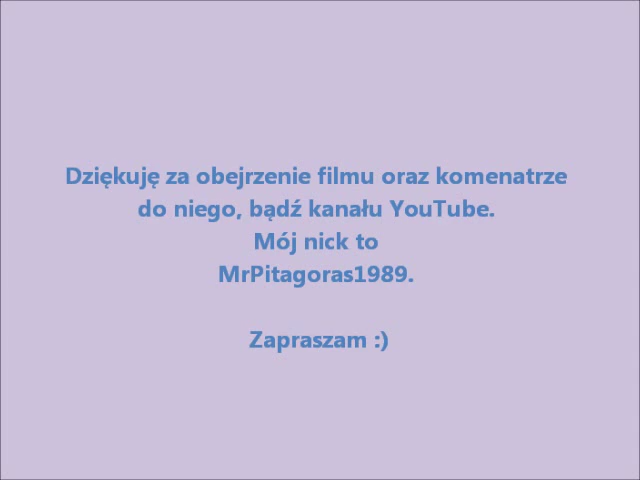 Dziękuję za obejrzenie filmu oraz komenatrze
do niego, bądź kanału YouTube.
Mój nick to
MrPitagoras1989.
Zapraszam :)